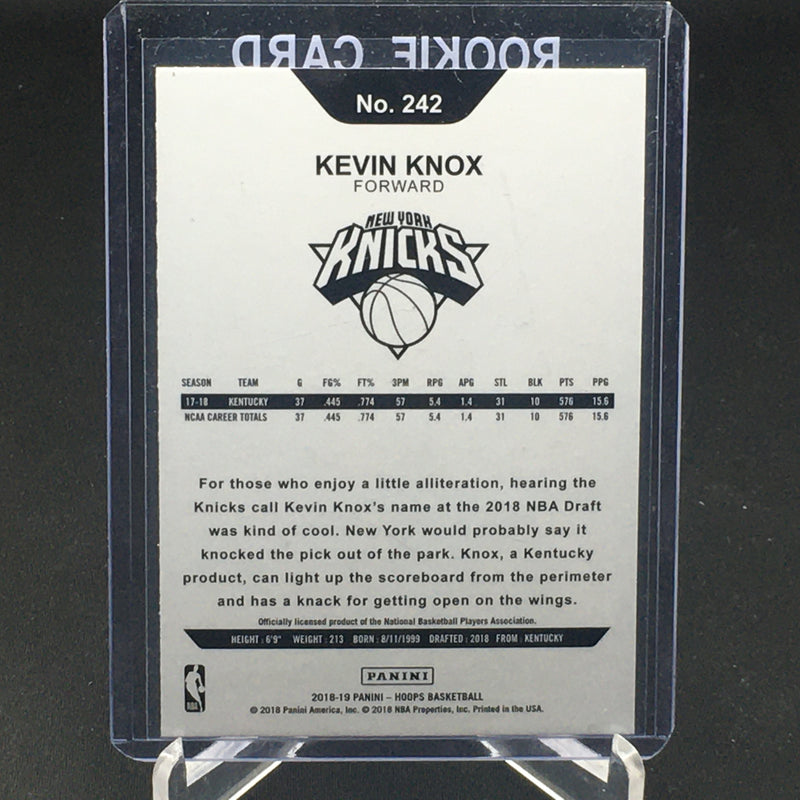 ROOKIE CARD
No. 242
KEVIN KNOX
FORWARD
NEW YORK
KNICKS
SEASON TEAM G FG% FT% 3PM RPG APG STL BLK PTS PPG
17-18 KENTUCKY 37 .445 .774 57 5.4 1.4 31 10 576 15.6
NCAA CAREER TOTALS 37 .445 .774 57 5.4 1.4 31 10 576 15.6
For those who enjoy a little alliteration, hearing the
Knicks call Kevin Knox's name at the 2018 NBA Draft
was kind of cool. New York would probably say it
knocked the pick out of the park. Knox, a Kentucky
product, can light up the scoreboard from the perimeter
and has a knack for getting open on the wings.
Officially licensed product of the National Basketball Players Association.
HEIGHT: 6'9" WEIGHT: 213 BORN: 8/11/1999 DRAFTED: 2018 FROM: KENTUCKY
NBA
PANINI
2018-19 PANINI – HOOPS BASKETBALL
© 2018 Panini America, Inc. © 2018 NBA Properties, Inc. Printed in the USA.